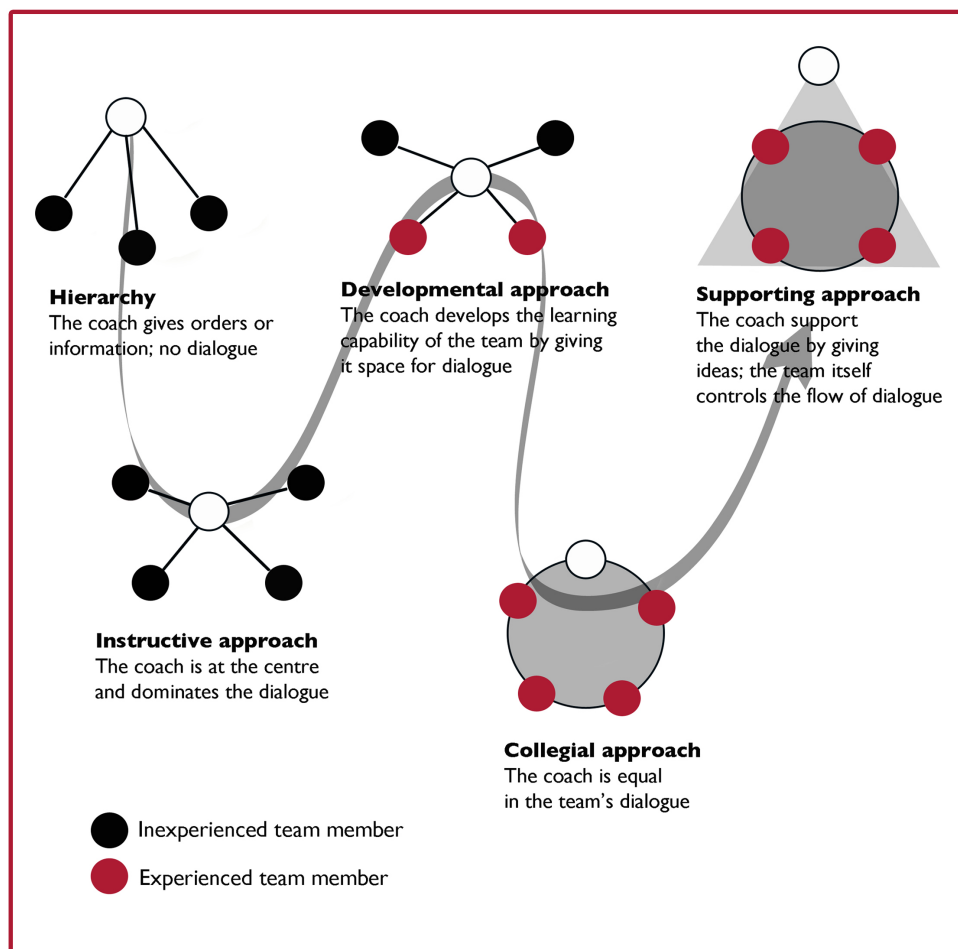 Hierarchy
The coach gives orders or
information; no dialogue
Developmental approach
The coach develops the learning
capability of the team by giving
it space for dialogue
Supporting approach
The coach support
the dialogue by giving
ideas; the team itself
controls the flow of dialogue
Instructive approach
The coach is at the centre
and dominates the dialogue
Collegial approach
The coach is equal
in the team’s dialogue
Inexperienced team member
Experienced team member